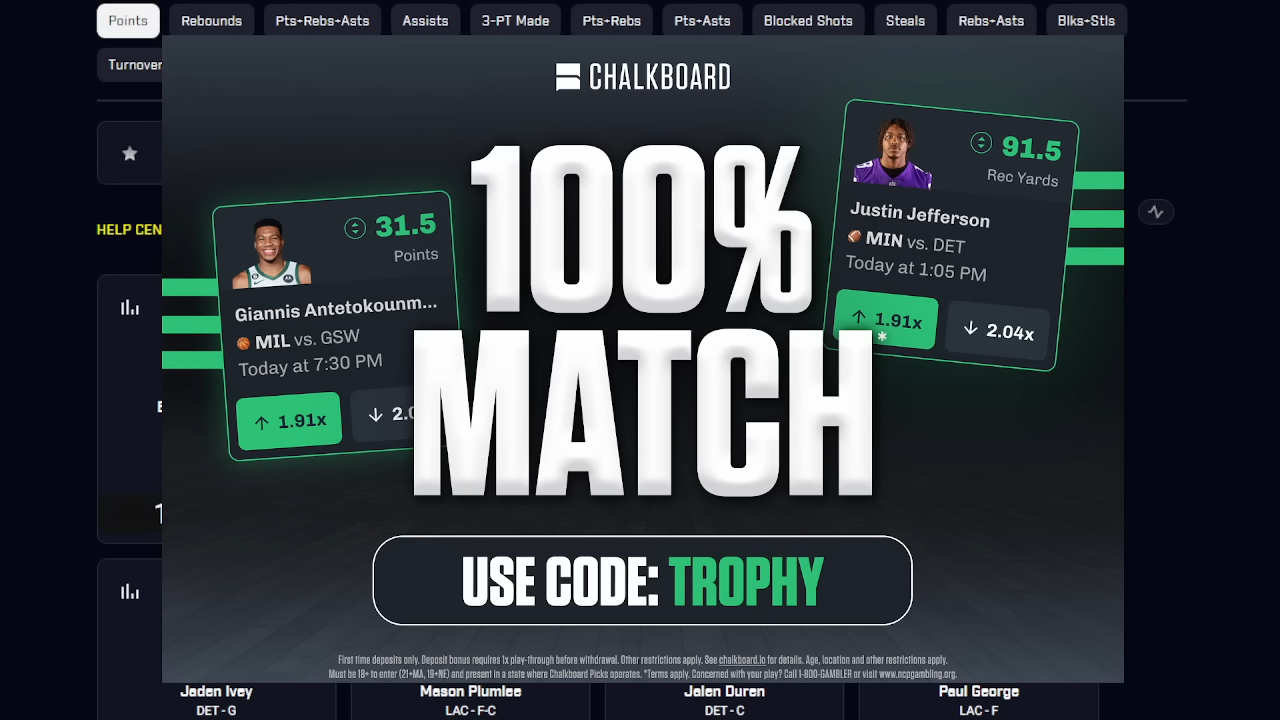 Points Rebounds Pts+Rebs+Asts Assists 3-PT Made Pts+Rebs Pts+Asts Blocked Shots Steals Rebs+Asts Blks+Stls
CHALKBOARD
100%
MATCH
31.5
Points
Giannis Antetokounm...
MIL vs. GSW
Today at 7:30 PM
↑ 1.91x
91.5
Rec Yards
Justin Jefferson
MIN vs. DET
Today at 1:05 PM
↑ 1.91x ↓ 2.04x
*
HELP CEN
USE CODE: TROPHY
First time deposits only. Deposit bonus requires 1x play-through before withdrawal. Other restrictions apply. See chalkboard.io for details. Age, location and other restrictions apply.
Must be 18+ to enter (21+MA, 19+NE) and present in a state where Chalkboard Picks operates. *Terms apply. Concerned with your play? Call 1-800-GAMBLER or visit www.ncpgambling.org.
Jaden Ivey Mason Plumlee Jalen Duren Paul George
DET - G LAC - F-C DET - C LAC - F